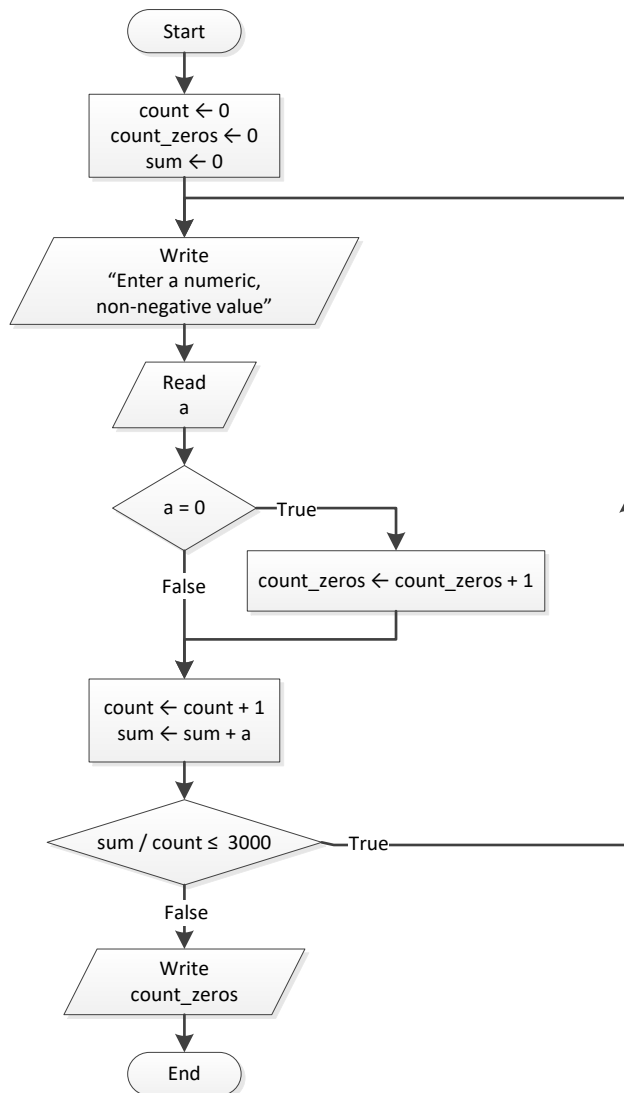 Start
count ← 0
count_zeros ← 0
sum ← 0
Write
“Enter a numeric,
non-negative value”
Read
a
a = 0
True
count_zeros ← count_zeros + 1
False
count ← count + 1
sum ← sum + a
sum / count ≤ 3000
True
False
Write
count_zeros
End